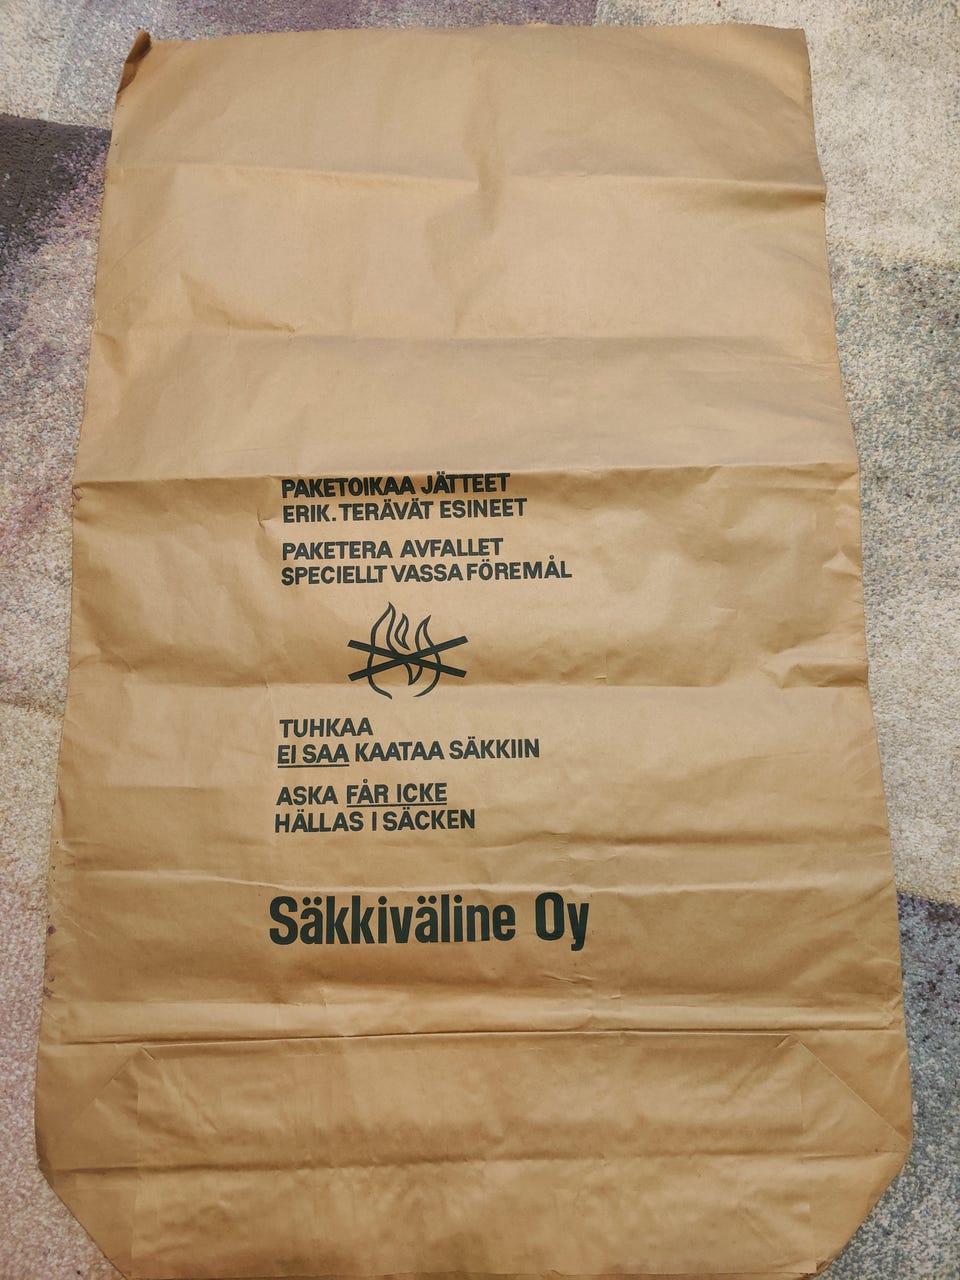 PAKETOIKAA JÄTTEET
ERIK. TERÄVÄT ESINEET
PAKETERA AVFALLET
SPECIELLT VASSA FÖREMÅL
TUHKAA
EI SAA KAATAA SÄKKIIN
ASKA FÅR ICKE
HÄLLAS I SÄCKEN
Säkkiväline Oy